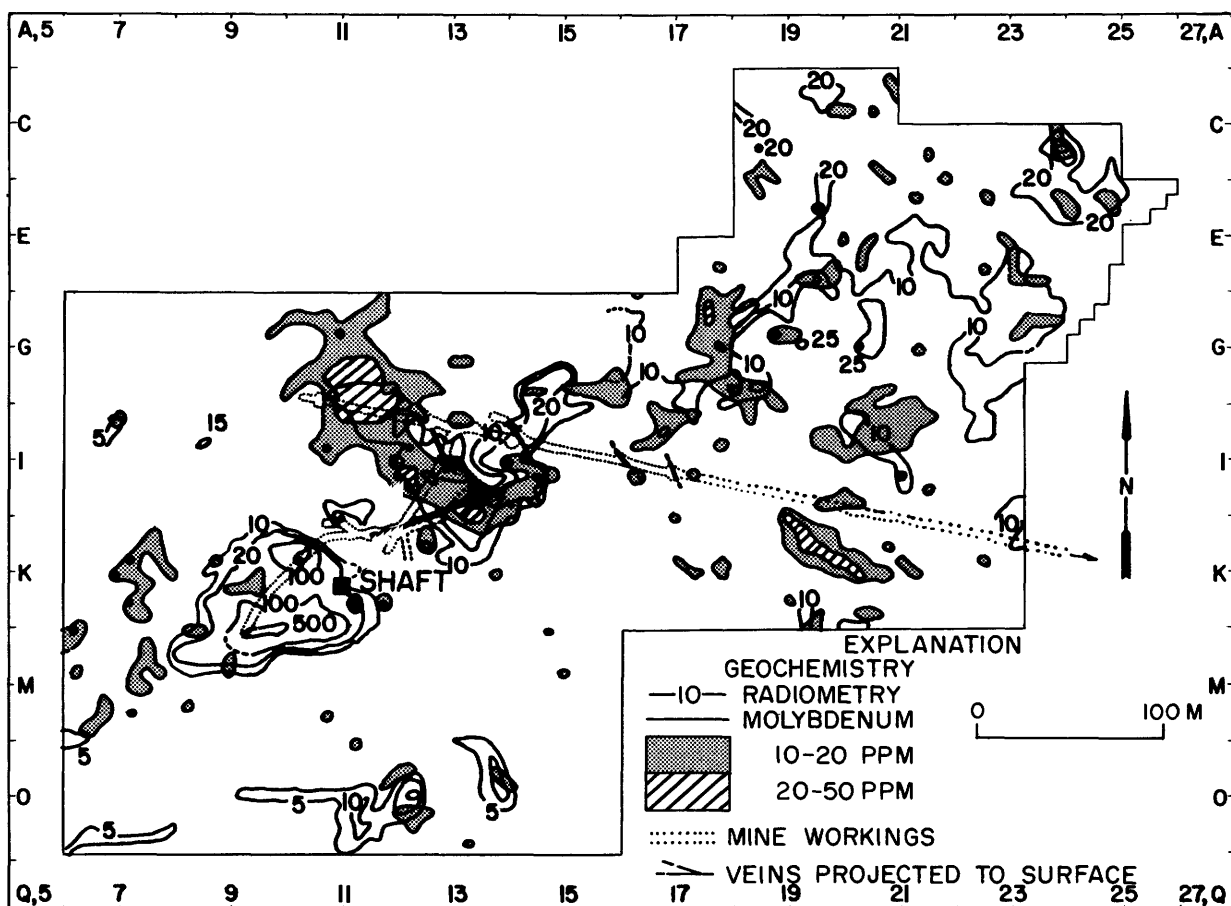 A,5 7 9 11 13 15 17 19 21 23 25 27,A
20
C 20 C
20
20 20
20
E E
10 10
10 10
G 25 25 G
10 10
5 15 20
10 10
I I
10
10 10
20
K 100 SHAFT K
100
500 10
EXPLANATION
GEOCHEMISTRY
M —10— RADIOMETRY M
MOLYBDENUM 0 100 M
5 10-20 PPM
O 5 10 5 20-50 PPM O
5
MINE WORKINGS
VEINS PROJECTED TO SURFACE
Q,5 7 9 11 13 15 17 19 21 23 25 27,Q
N